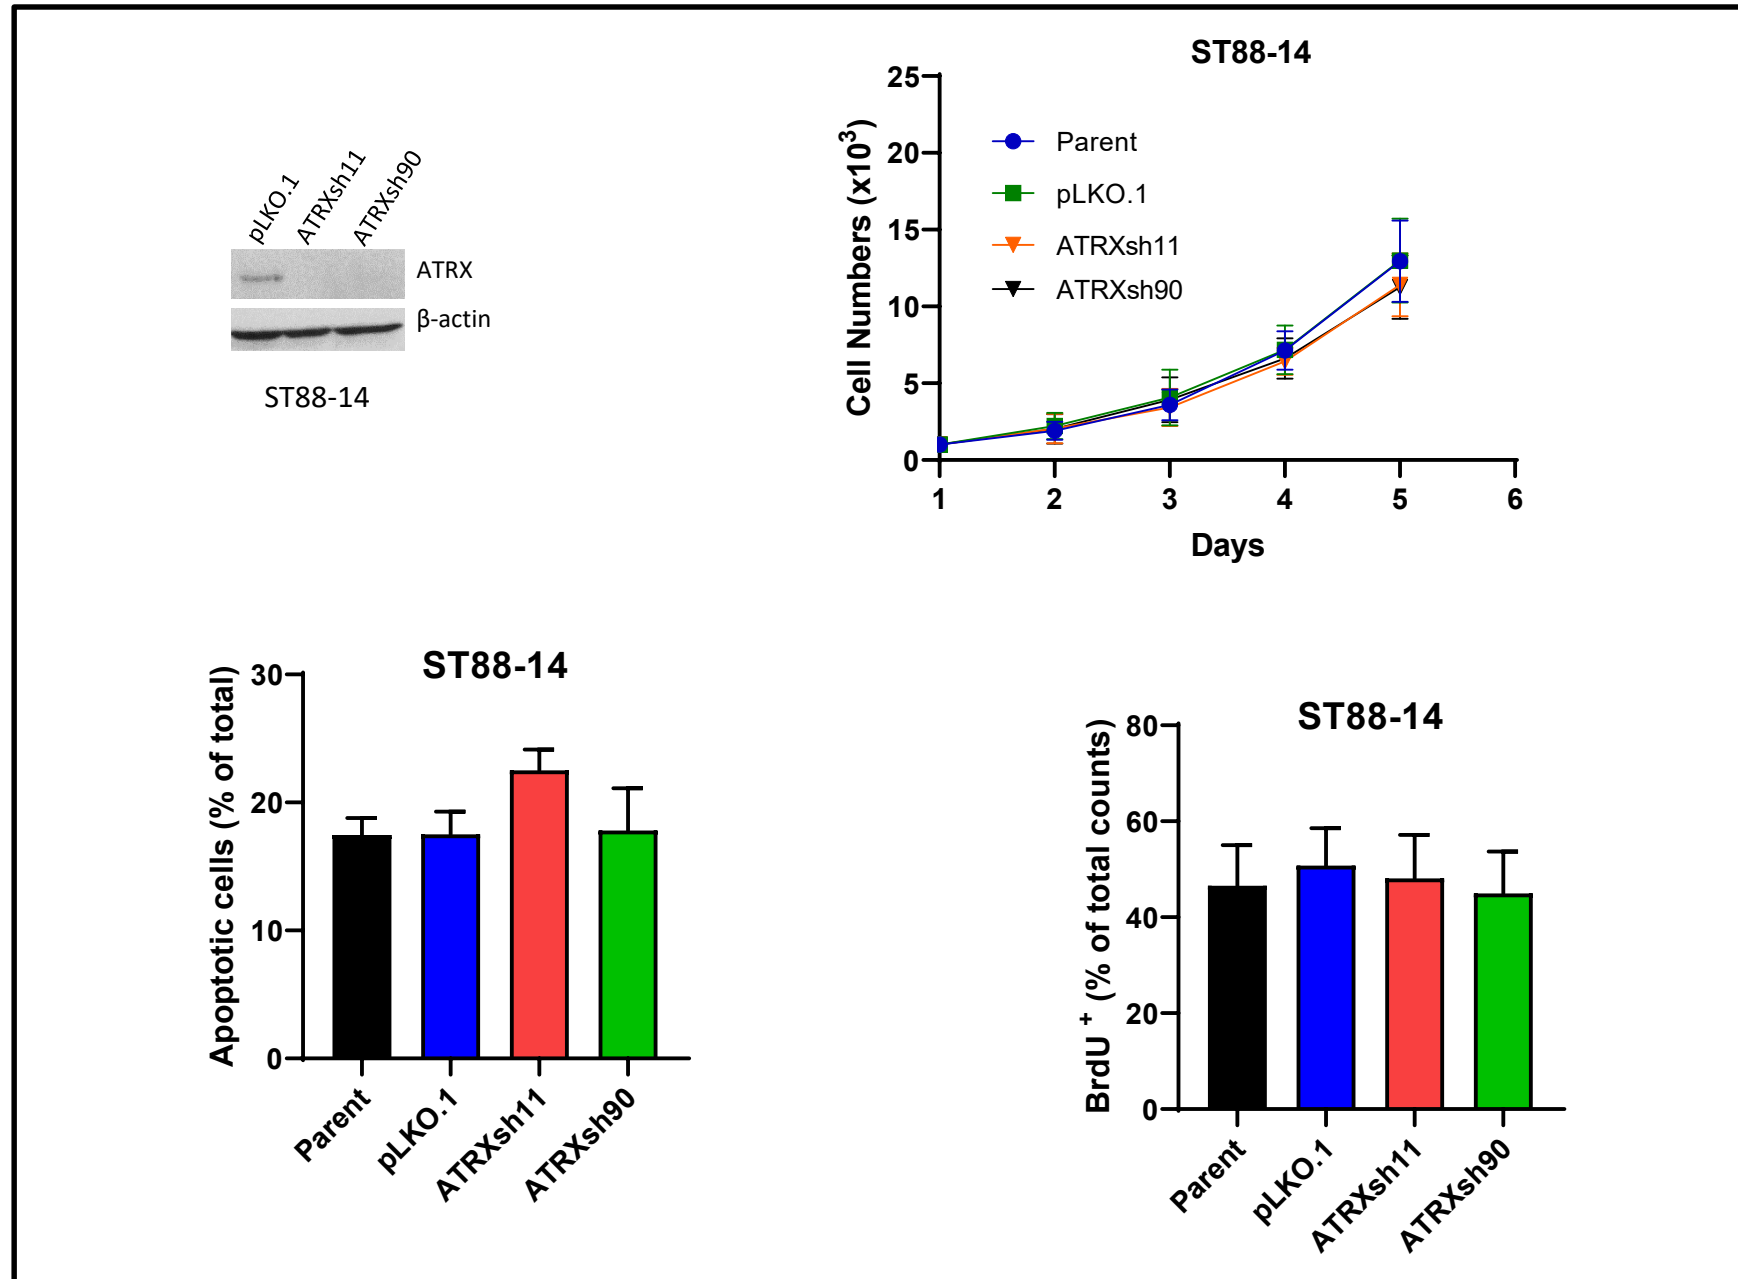 pLKO.1
ATRXsh11
ATRXsh90
ATRX
β-actin
ST88-14
ST88-14
Cell Numbers (x10³)
25
20
15
10
5
0
Parent
pLKO.1
ATRXsh11
ATRXsh90
1 2 3 4 5 6
Days
ST88-14
Apoptotic cells (% of total)
30
20
10
0
Parent
pLKO.1
ATRXsh11
ATRXsh90
ST88-14
BrdU ⁺ (% of total counts)
80
60
40
20
0
Parent
pLKO.1
ATRXsh11
ATRXsh90